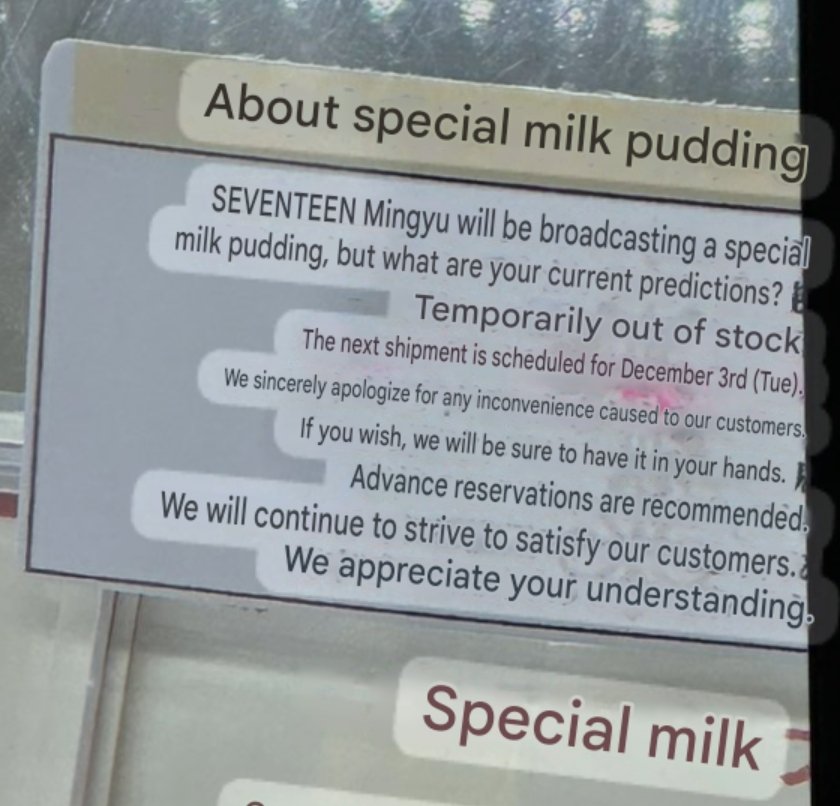 About special milk pudding
SEVENTEEN Mingyu will be broadcasting a special
milk pudding, but what are your current predictions?
Temporarily out of stock
The next shipment is scheduled for December 3rd (Tue).
We sincerely apologize for any inconvenience caused to our customers.
If you wish, we will be sure to have it in your hands.
Advance reservations are recommended.
We will continue to strive to satisfy our customers.
We appreciate your understanding.
Special milk